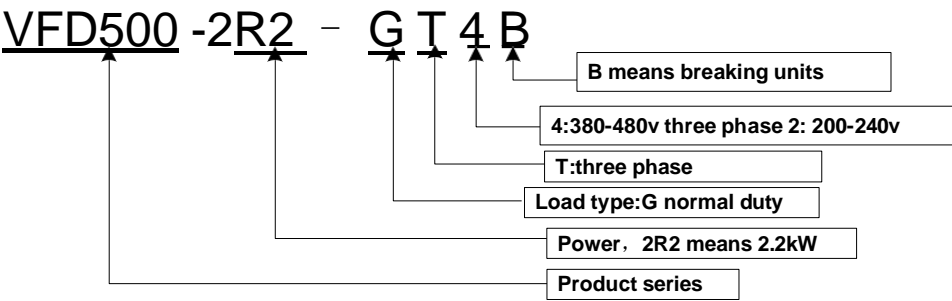 VFD500 -2R2 - G T 4 B
B means breaking units
4:380-480v three phase 2: 200-240v
T:three phase
Load type:G normal duty
Power，2R2 means 2.2kW
Product series